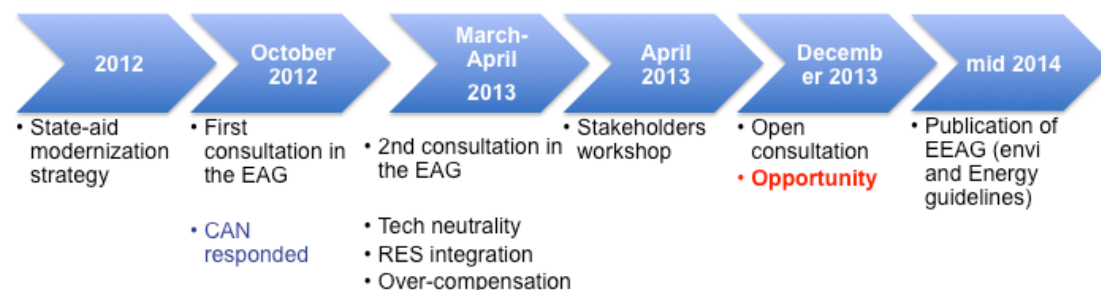 2012
October
2012
March-
April
2013
April
2013
Decemb
er 2013
mid 2014
• State-aid
modernization
strategy
• First
consultation in
the EAG
• CAN
responded
• 2nd consultation in
the EAG
• Tech neutrality
• RES integration
• Over-compensation
• Stakeholders
workshop
• Open
consultation
• Opportunity
• Publication of
EEAG (envi
and Energy
guidelines)